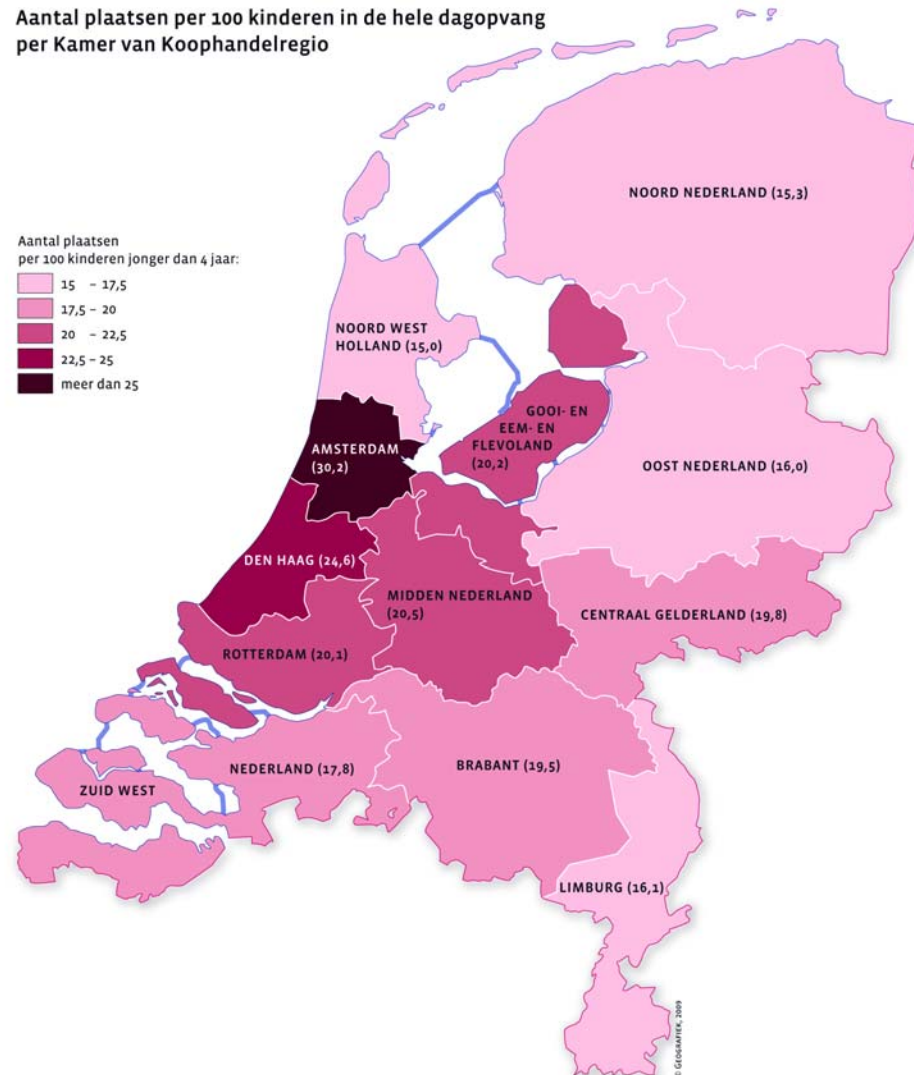 Aantal plaatsen per 100 kinderen in de hele dagopvang
per Kamer van Koophandelregio
NOORD NEDERLAND (15,3)
Aantal plaatsen
per 100 kinderen jonger dan 4 jaar:
15 – 17,5
17,5 – 20
20 – 22,5
22,5 – 25
meer dan 25
NOORD WEST
HOLLAND (15,0)
GOOI- EN
EEM- EN
FLEVOLAND
(20,2)
AMSTERDAM
(30,2)
OOST NEDERLAND (16,0)
DEN HAAG (24,6)
MIDDEN NEDERLAND
(20,5)
CENTRAAL GELDERLAND (19,8)
ROTTERDAM (20,1)
ZUID WEST
NEDERLAND (17,8)
BRABANT (19,5)
LIMBURG (16,1)
© GEOGRAFIEK, 2009